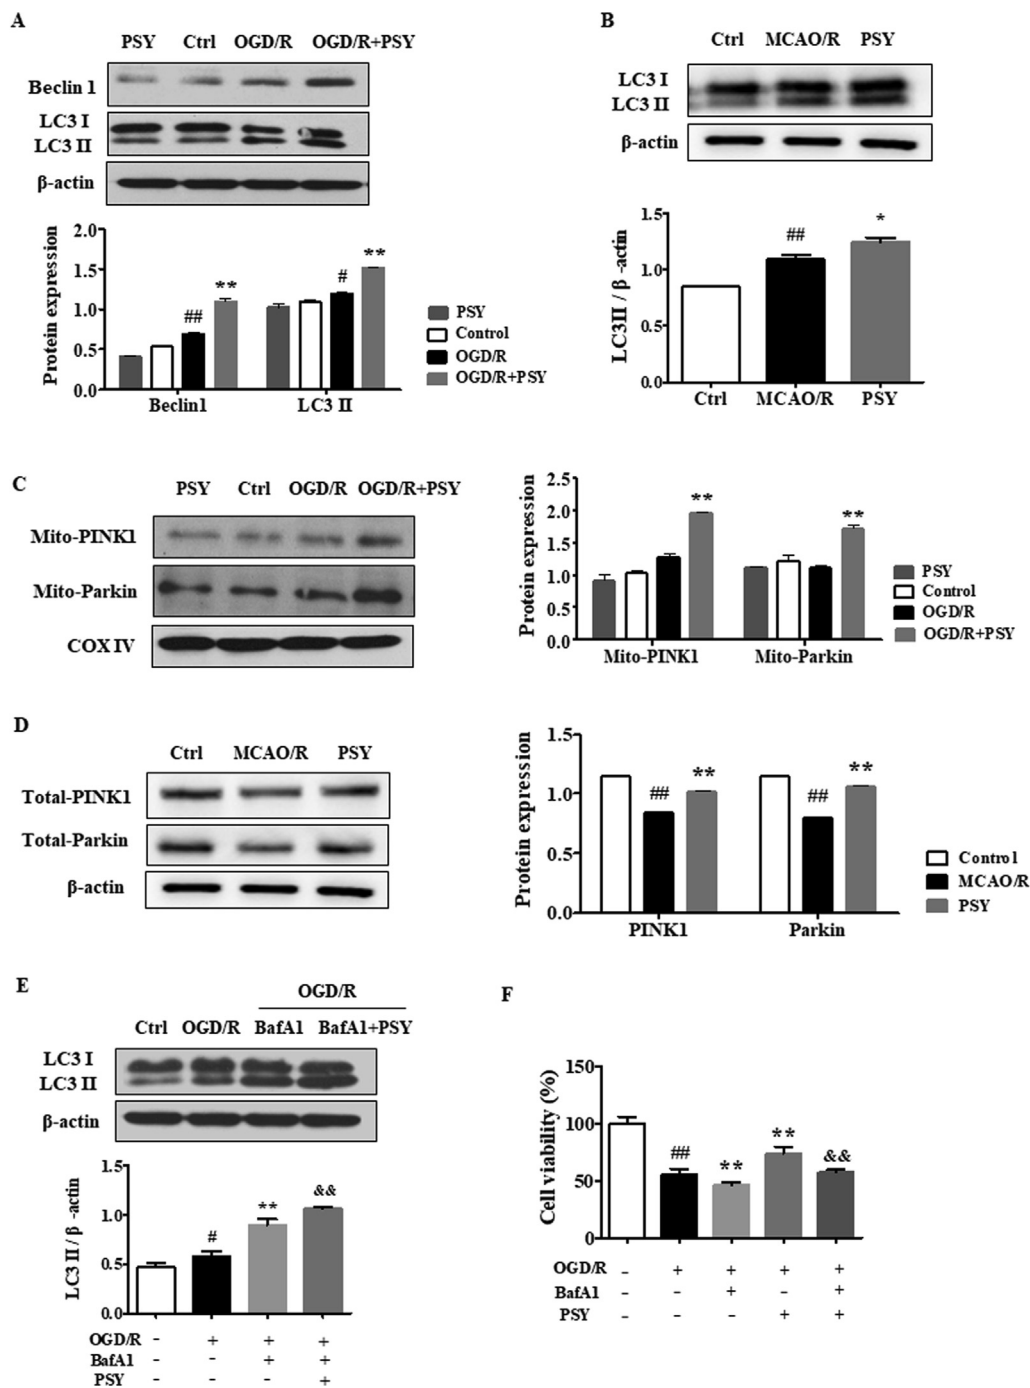 A
PSY Ctrl OGD/R OGD/R+PSY
Beclin 1
LC3 I
LC3 II
β-actin
Protein expression
2.0
1.5
1.0
0.5
0.0
## ** # **
Beclin1 LC3 II
PSY
Control
OGD/R
OGD/R+PSY
B
Ctrl MCAO/R PSY
LC3 I
LC3 II
β-actin
LC3II / β -actin
1.5
1.0
0.5
0.0
## *
Ctrl MCAO/R PSY
C
PSY Ctrl OGD/R OGD/R+PSY
Mito-PINK1
Mito-Parkin
COX IV
Protein expression
2.5
2.0
1.5
1.0
0.5
0.0
** **
Mito-PINK1 Mito-Parkin
PSY
Control
OGD/R
OGD/R+PSY
D
Ctrl MCAO/R PSY
Total-PINK1
Total-Parkin
β-actin
Protein expression
1.5
1.0
0.5
0.0
## ** ## **
PINK1 Parkin
Control
MCAO/R
PSY
E
OGD/R
Ctrl OGD/R BafA1 BafA1+PSY
LC3 I
LC3 II
β-actin
LC3 II / β -actin
1.5
1.0
0.5
0.0
# ** &&
OGD/R - + + +
BafA1 - - + +
PSY - - - +
F
Cell viability (%)
150
100
50
0
## ** ** &&
OGD/R - + + + +
BafA1 - - + - +
PSY - - - + +